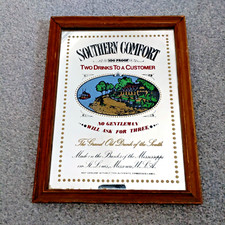 SOUTHERN COMFORT
100 PROOF
TWO DRINKS TO A CUSTOMER
NO GENTLEMAN
WILL ASK FOR THREE
The Grand Old Drink of the South
Made on the Banks of the Mississippi
in St. Louis, Missouri, U.S.A.